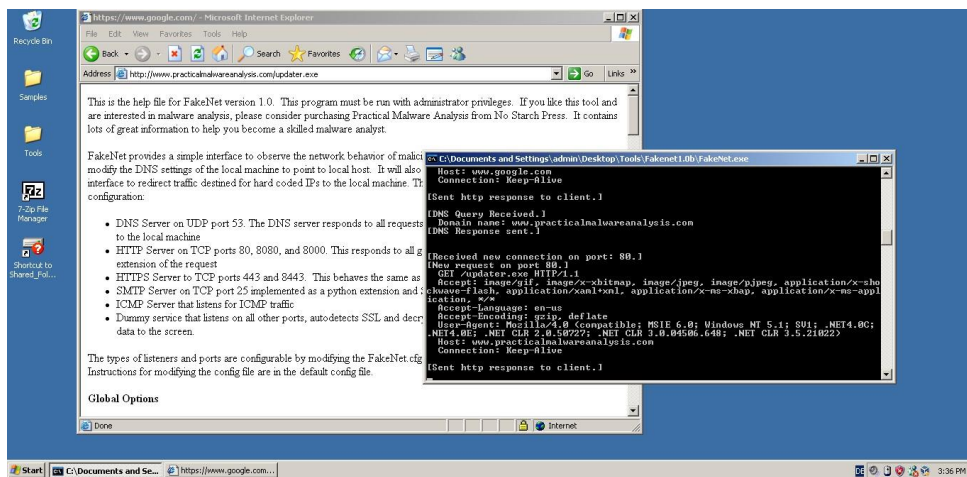 Recycle Bin
Samples
Tools
7-Zip File
Manager
Shortcut to
Shared_Fol...
https://www.google.com/ - Microsoft Internet Explorer
File Edit View Favorites Tools Help
Back Search Favorites
Address http://www.practicalmalwareanalysis.com/updater.exe Go Links »
This is the help file for FakeNet version 1.0. This program must be run with administrator privileges. If you like this tool and
are interested in malware analysis, please consider purchasing Practical Malware Analysis from No Starch Press. It contains
lots of great information to help you become a skilled malware analyst.
FakeNet provides a simple interface to observe the network behavior of malici
modify the DNS settings of the local machine to point to local host. It will also
interface to redirect traffic destined for hard coded IPs to the local machine. Th
configuration:
• DNS Server on UDP port 53. The DNS server responds to all requests
to the local machine
• HTTP Server on TCP ports 80, 8080, and 8000. This responds to all g
extension of the request
• HTTPS Server to TCP ports 443 and 8443. This behaves the same as
• SMTP Server on TCP port 25 implemented as a python extension and
• ICMP Server that listens for ICMP traffic
• Dummy service that listens on all other ports, autodetects SSL and decr
data to the screen.
The types of listeners and ports are configurable by modifying the FakeNet.cfg
Instructions for modifying the config file are in the default config file.
Global Options
Done Internet
C:\Documents and Settings\admin\Desktop\Tools\Fakenet1.0b\FakeNet.exe
Host: www.google.com
Connection: Keep-Alive
[Sent http response to client.]
[DNS Query Received.]
Domain name: www.practicalmalwareanalysis.com
[DNS Response sent.]
[Received new connection on port: 80.]
[New request on port 80.]
GET /updater.exe HTTP/1.1
Accept: image/gif, image/x-xbitmap, image/jpeg, image/pjpeg, application/x-sho
ckwave-flash, application/xaml+xml, application/x-ms-xbap, application/x-ms-appl
ication, */*
Accept-Language: en-us
Accept-Encoding: gzip, deflate
User-Agent: Mozilla/4.0 (compatible; MSIE 6.0; Windows NT 5.1; SV1; .NET4.0C;
.NET4.0E; .NET CLR 2.0.50727; .NET CLR 3.0.04506.648; .NET CLR 3.5.21022)
Host: www.practicalmalwareanalysis.com
Connection: Keep-Alive
[Sent http response to client.]
Start C:\Documents and Se... https://www.google.com... DE 3:36 PM